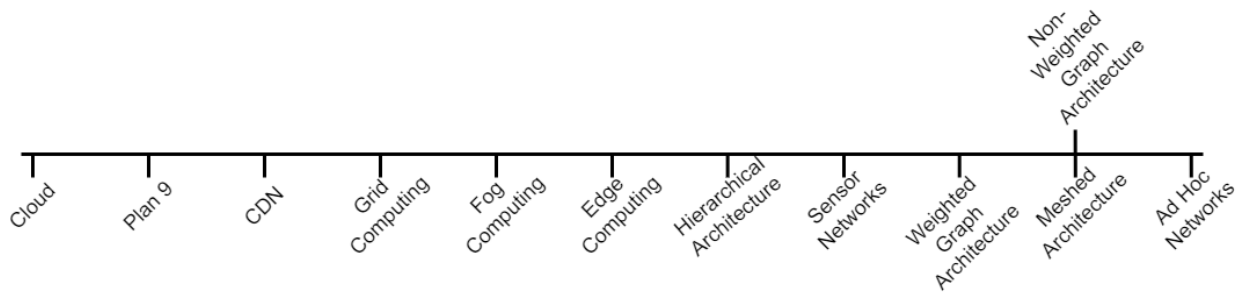 Non-
Weighted
Graph
Architecture
Cloud
Plan 9
CDN
Grid
Computing
Fog
Computing
Edge
Computing
Hierarchical
Architecture
Sensor
Networks
Weighted
Graph
Architecture
Meshed
Architecture
Ad Hoc
Networks